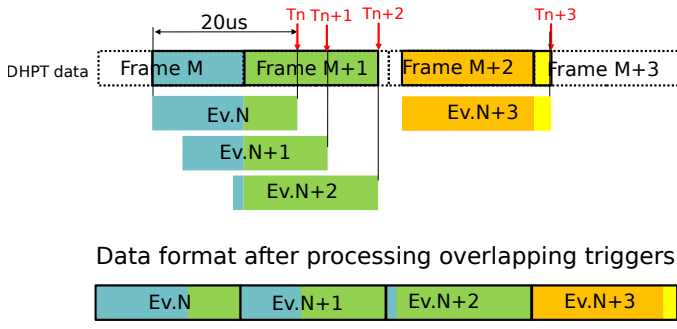 20us Tn Tn+1 Tn+2 Tn+3
DHPT data Frame M Frame M+1 Frame M+2 Frame M+3
Ev.N Ev.N+3
Ev.N+1
Ev.N+2
Data format after processing overlapping triggers
Ev.N Ev.N+1 Ev.N+2 Ev.N+3